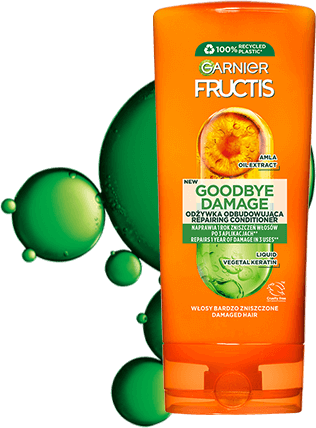 100% RECYCLED
PLASTIC*
GARNIER
FRUCTIS
AMLA
OIL EXTRACT
NEW
GOODBYE
DAMAGE
ODŻYWKA ODBUDOWUJĄCA
REPAIRING CONDITIONER
NAPRAWIA 1 ROK ZNISZCZEŃ WŁOSÓW
PO 3 APLIKACJACH**
REPAIRS 1 YEAR OF DAMAGE IN 3 USES**
LIQUID
VEGETAL KERATIN
Cruelty Free
WŁOSY BARDZO ZNISZCZONE
DAMAGED HAIR